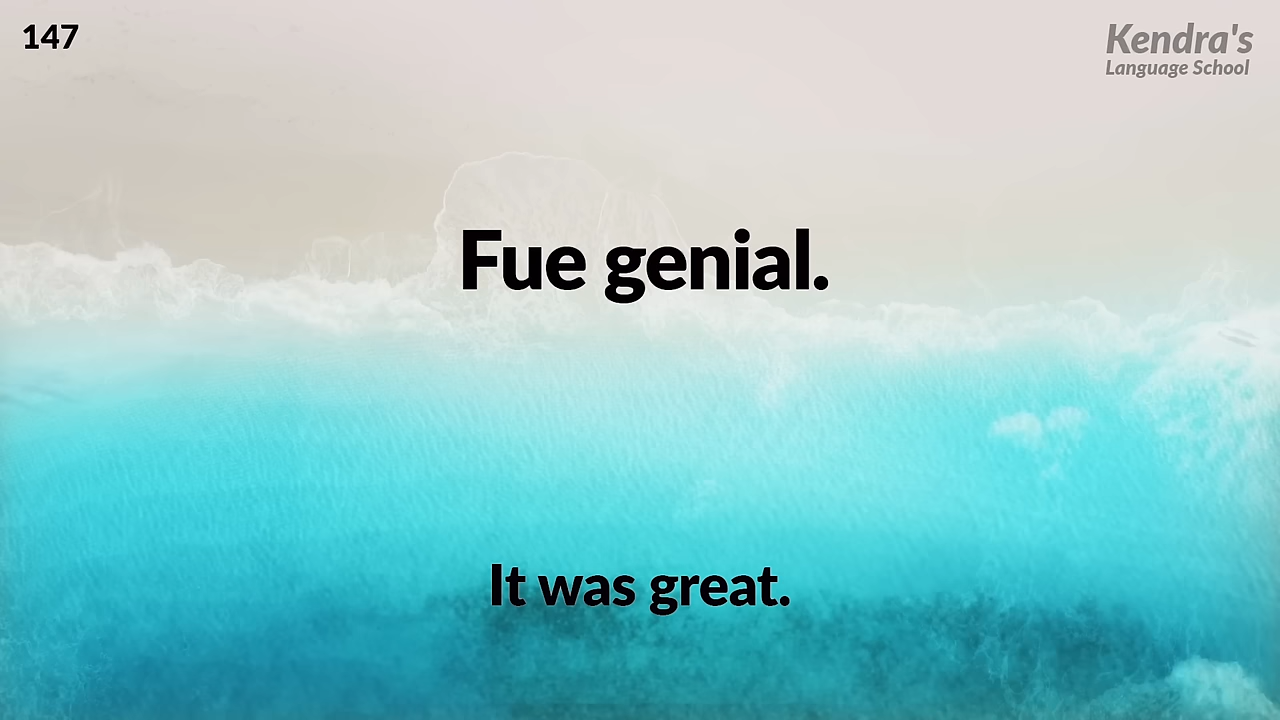 147
Kendra's
Language School
Fue genial.
It was great.